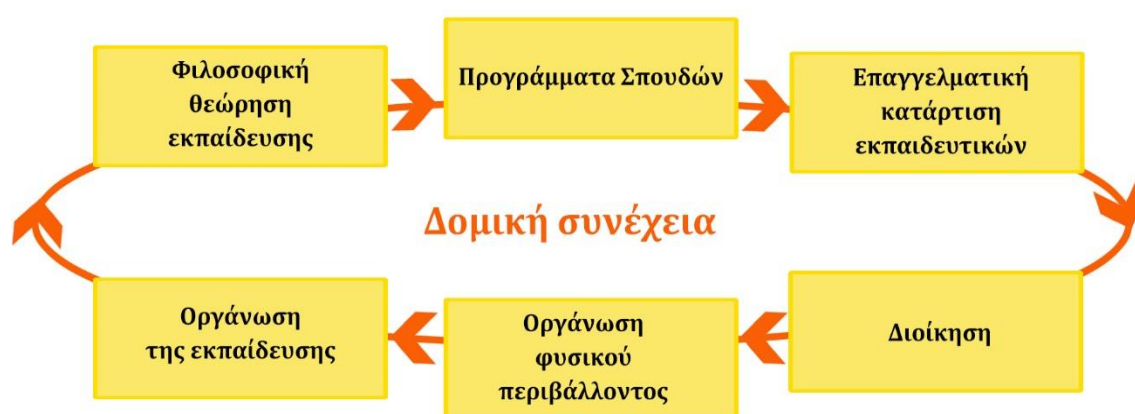 Φιλοσοφική
θεώρηση
εκπαίδευσης
Προγράμματα Σπουδών
Επαγγελματική
κατάρτιση
εκπαιδευτικών
Δομική συνέχεια
Οργάνωση
της εκπαίδευσης
Οργάνωση
φυσικού
περιβάλλοντος
Διοίκηση